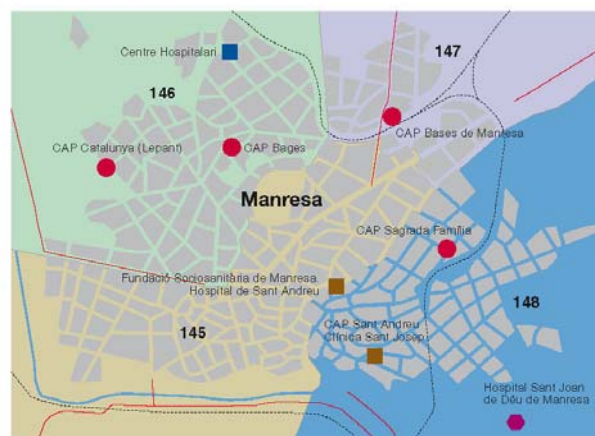 147
Centre Hospitalari
146
CAP Bases de Manresa
CAP Catalunya (Lepant)
CAP Bages
Manresa
CAP Sagrada Família
Fundació Sociosanitària de Manresa.
Hospital de Sant Andreu
148
145
CAP Sant Andreu
Clínica Sant Josep
Hospital Sant Joan
de Déu de Manresa